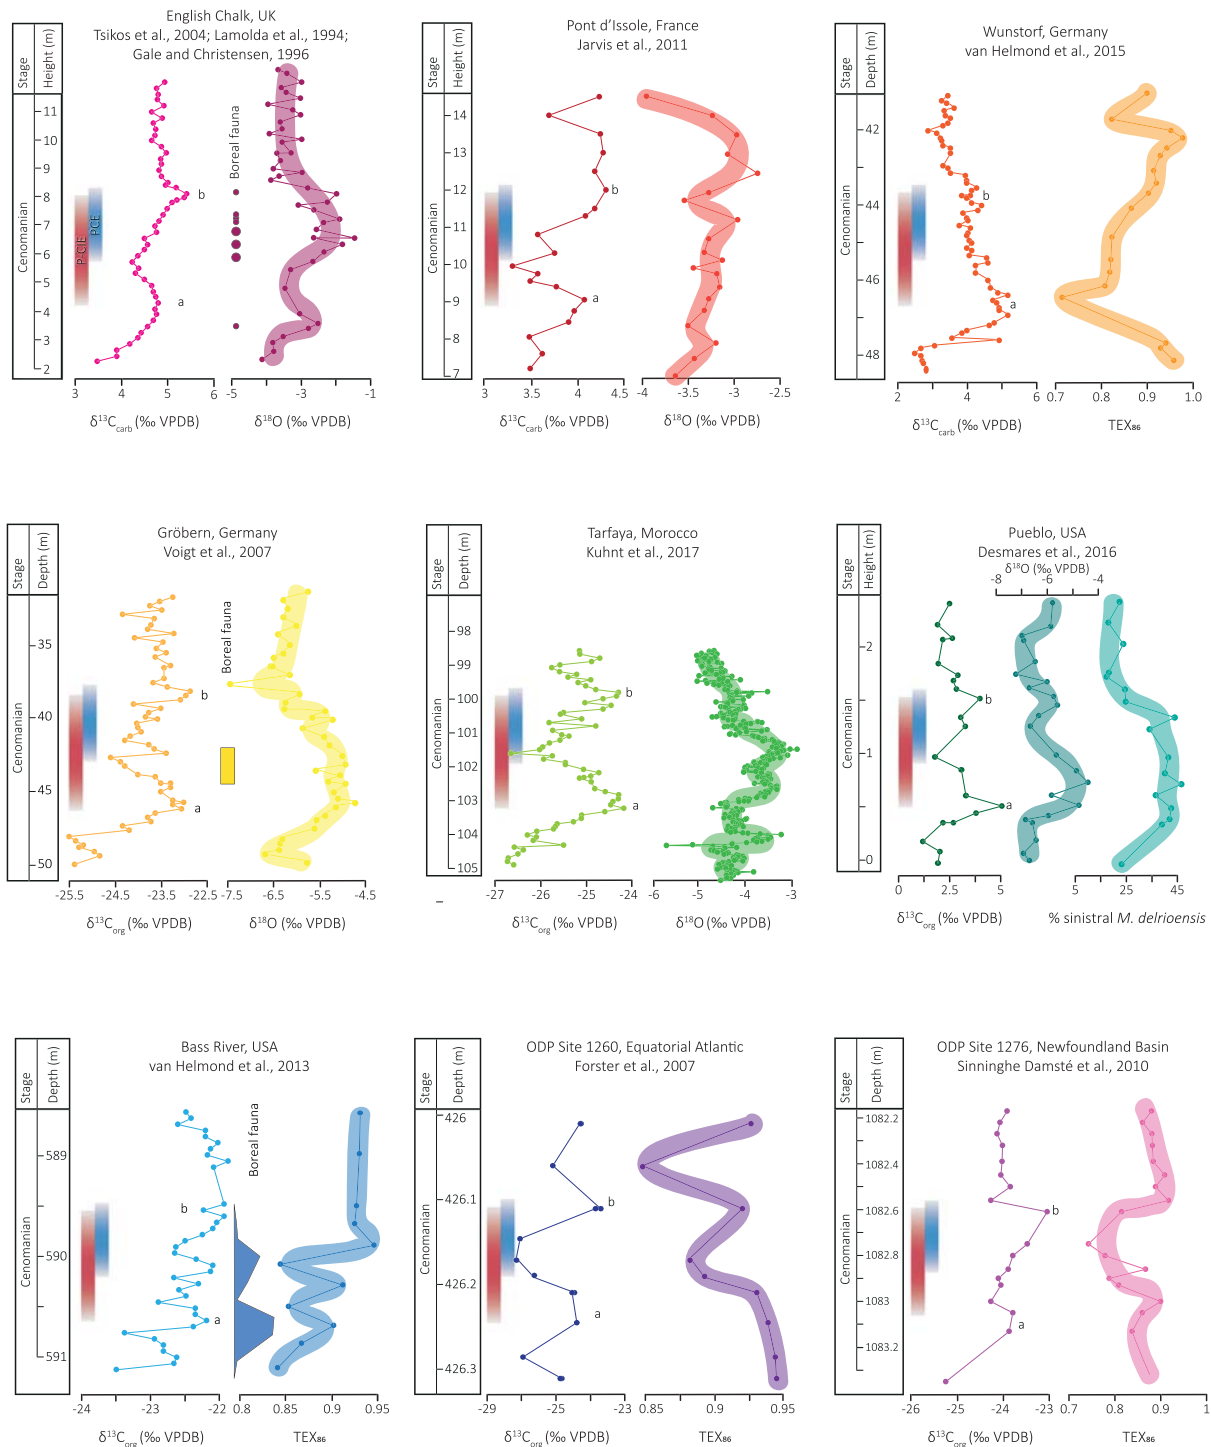 English Chalk, UK
Tsikos et al., 2004; Lamolda et al., 1994;
Gale and Christensen, 1996
Stage
Height (m)
Cenomanian
11
10
9
8
7
6
5
4
3
2
P-CIE
PCE
Boreal fauna
b
a
3 4 5 6
-5 -3 -1
δ¹³Ccarb (‰ VPDB)
δ¹⁸O (‰ VPDB)
Pont d’Issole, France
Jarvis et al., 2011
Stage
Height (m)
Cenomanian
14
13
12
11
10
9
8
7
b
a
3 3.5 4 4.5
-4 -3.5 -3 -2.5
δ¹³Ccarb (‰ VPDB)
δ¹⁸O (‰ VPDB)
Wunstorf, Germany
van Helmond et al., 2015
Stage
Depth (m)
Cenomanian
42
44
46
48
b
a
2 4 6
0.7 0.8 0.9 1.0
δ¹³Ccarb (‰ VPDB)
TEX₈₆
Gröbern, Germany
Voigt et al., 2007
Stage
Depth (m)
Cenomanian
35
40
45
50
Boreal fauna
b
a
-25.5 -23.5 -22.5
-7.5 -6.5 -5.5 -4.5
δ¹³Corg (‰ VPDB)
δ¹⁸O (‰ VPDB)
Tarfaya, Morocco
Kuhnt et al., 2017
Stage
Depth (m)
Cenomanian
98
99
100
101
102
103
104
105
b
a
-27 -26 -25 -24
-6 -5 -4 -3
–
δ¹³Corg (‰ VPDB)
δ¹⁸O (‰ VPDB)
Pueblo, USA
Desmares et al., 2016
δ¹⁸O (‰ VPDB)
-8 -6 -4
Stage
Height (m)
Cenomanian
2
1
0
b
a
0 2.5 5
5 25 45
δ¹³Corg (‰ VPDB)
% sinistral M. delrioensis
Bass River, USA
van Helmond et al., 2013
Stage
Depth (m)
Cenomanian
589
590
591
Boreal fauna
b
a
-24 -23 -22
0.8 0.85 0.9 0.95
δ¹³Corg (‰ VPDB)
TEX₈₆
ODP Site 1260, Equatorial Atlantic
Forster et al., 2007
Stage
Depth (m)
Cenomanian
426
426.1
426.2
426.3
b
a
-29 -27 -25 -23
0.85 0.9 0.95
δ¹³Corg (‰ VPDB)
TEX₈₆
ODP Site 1276, Newfoundland Basin
Sinninghe Damsté et al., 2010
Stage
Depth (m)
Cenomanian
1082.2
1082.4
1082.6
1082.8
1083
1083.2
b
a
-26 -25 -24 -23
0.7 0.8 0.9 1
δ¹³Corg (‰ VPDB)
TEX₈₆